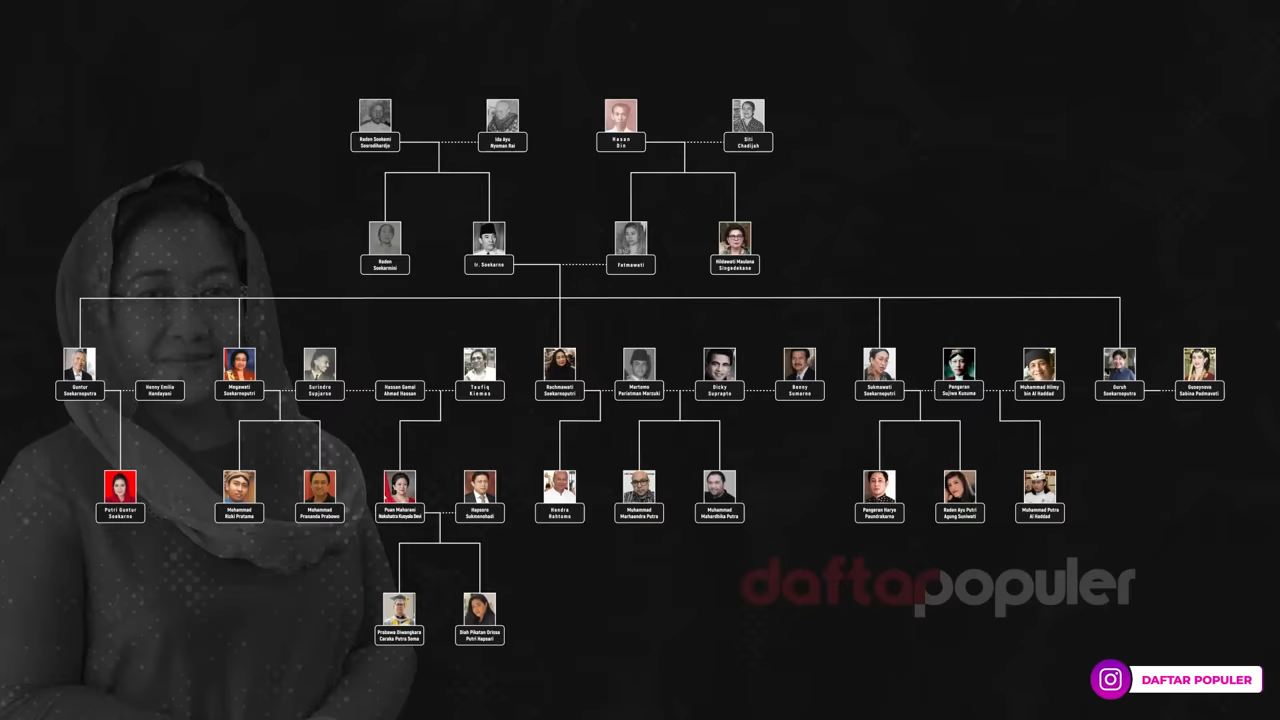 Raden Soekemi
Sosrodihardjo
Ida Ayu
Nyoman Rai
Hasan
Din
Siti
Chadijah
Raden
Soekarmini
Ir. Soekarno
Fatmawati
Hildawati Maulana
Singedekane
Guntur
Soekarnoputra
Henny Emilia
Handayani
Megawati
Soekarnoputri
Surindro
Supjarso
Hassan Gamal
Ahmad Hassan
Taufiq
Kiemas
Rachmawati
Soekarnoputri
Martomo
Pariatman Marzuki
Dicky
Suprapto
Benny
Sumarno
Sukmawati
Soekarnoputri
Pangeran
Sujiwa Kusuma
Muhammad Hilmy
bin Al Haddad
Guruh
Soekarnoputra
Guseynova
Sabina Padmavati
Putri Guntur
Soekarno
Mohammad
Rizki Pratama
Mohammad
Prananda Prabowo
Puan Maharani
Nakshatra Kusyala Devi
Hapsoro
Sukmonohadi
Hendra
Rahtomo
Muhammad
Marhaendra Putra
Muhammad
Mahardhika Putra
Pangeran Haryo
Paundrakarna
Raden Ayu Putri
Agung Suniwati
Muhammad Putra
Al Haddad
daftarpopuler
Prabawa Diwangkara
Caraka Putra Soma
Diah Pikatan Orissa
Putri Hapsari
DAFTAR POPULER